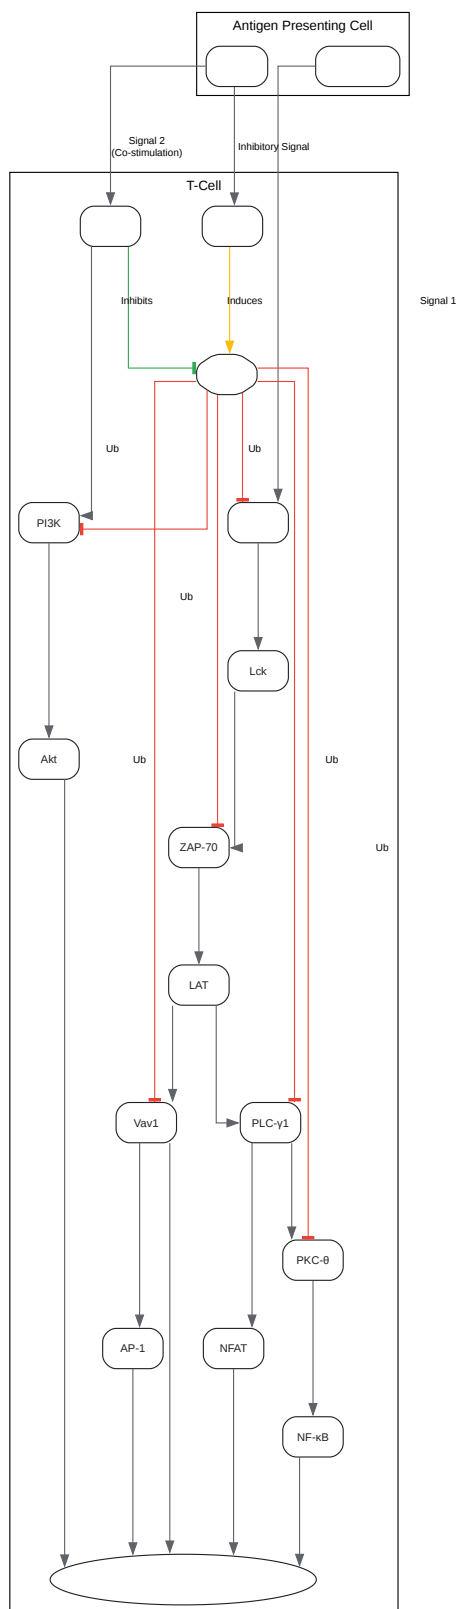 Antigen Presenting Cell
Signal 2
(Co-stimulation)
Inhibitory Signal
T-Cell
Inhibits
Induces
Signal 1
Ub
Ub
PI3K
Ub
Lck
Akt
Ub
Ub
ZAP-70
Ub
LAT
Vav1
PLC-γ1
PKC-θ
AP-1
NFAT
NF-κB